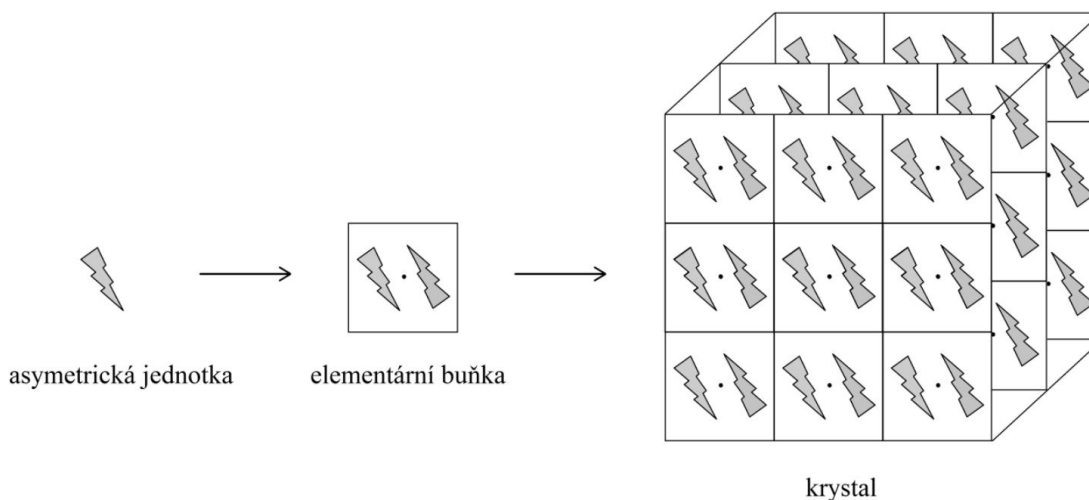 asymetrická jednotka
elementární buňka
krystal